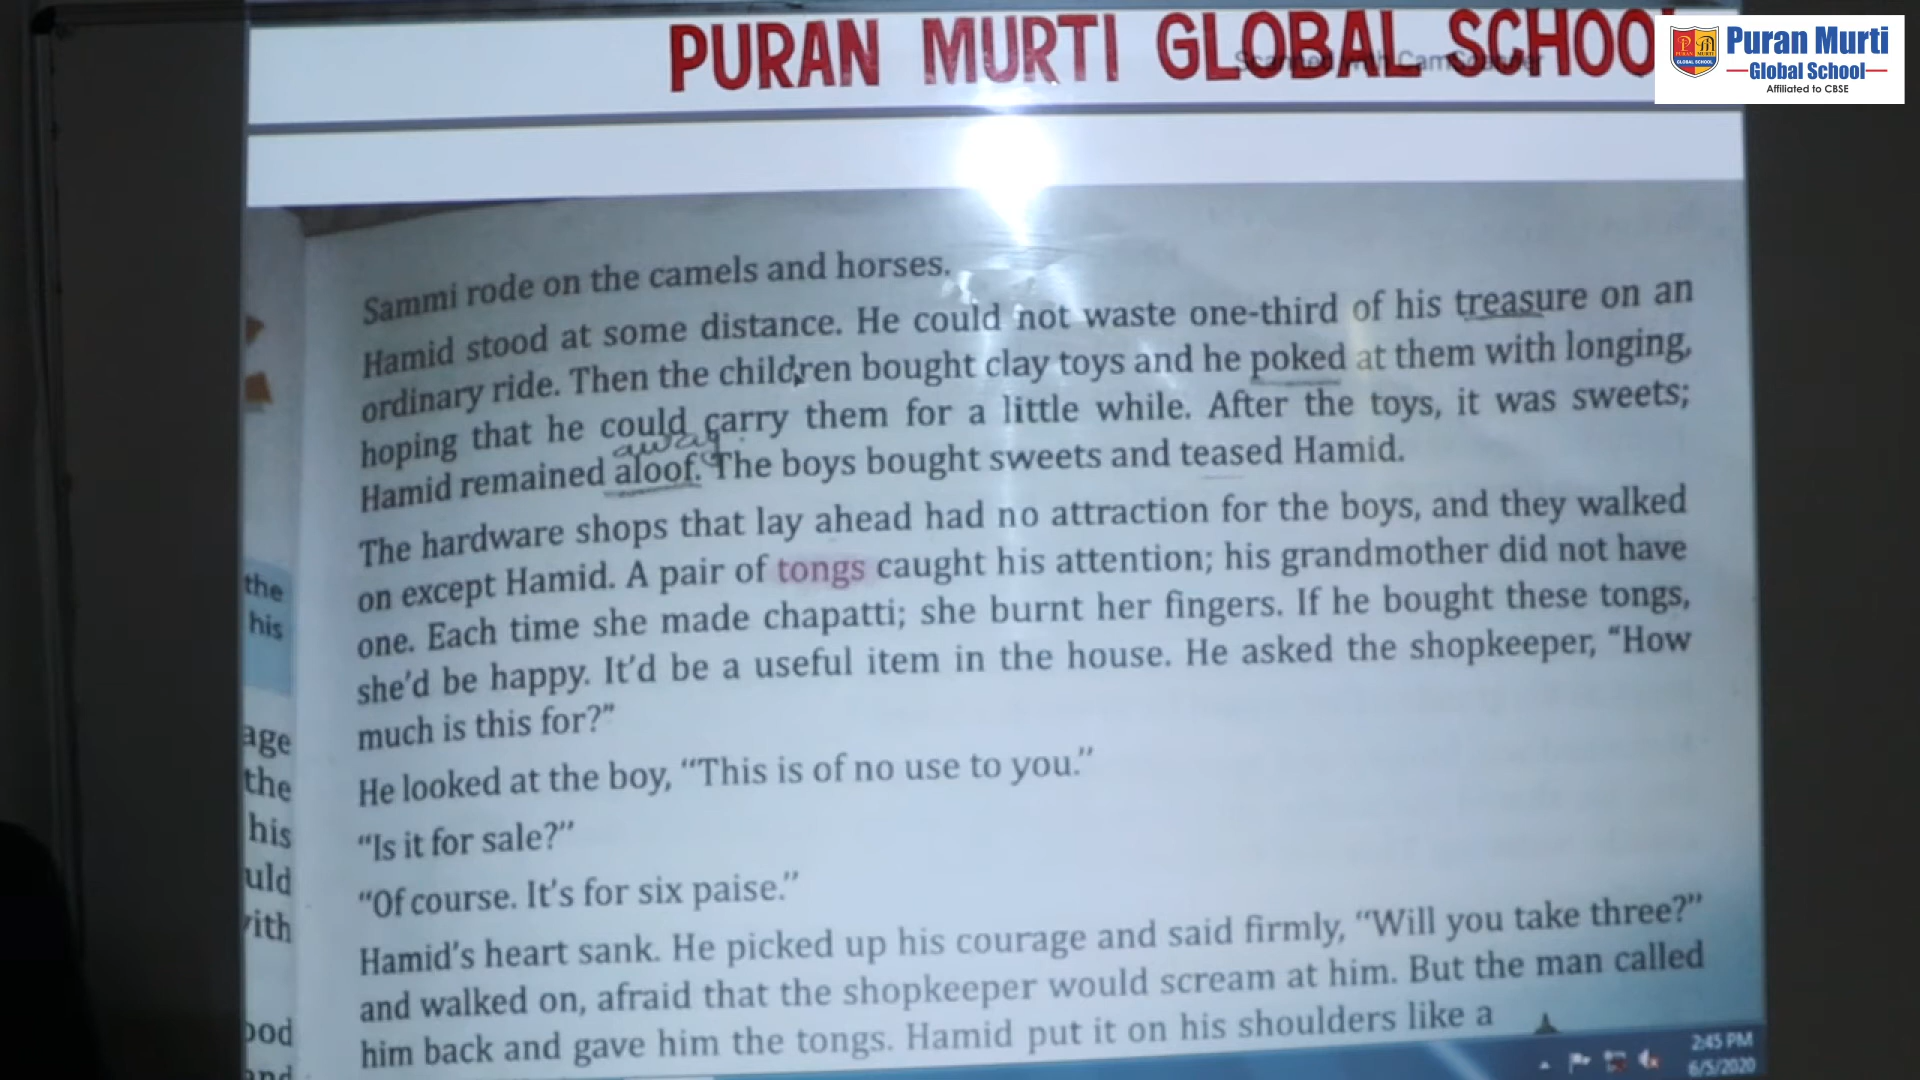 PURAN MURTI GLOBAL SCHOO
Scanned with CamScanner
Puran Murti
Global School
Affiliated to CBSE
Sammi rode on the camels and horses.
Hamid stood at some distance. He could not waste one-third of his treasure on an
ordinary ride. Then the children bought clay toys and he poked at them with longing,
hoping that he could carry them for a little while. After the toys, it was sweets;
away
Hamid remained aloof. The boys bought sweets and teased Hamid.
The hardware shops that lay ahead had no attraction for the boys, and they walked
on except Hamid. A pair of tongs caught his attention; his grandmother did not have
one. Each time she made chapatti; she burnt her fingers. If he bought these tongs,
she'd be happy. It'd be a useful item in the house. He asked the shopkeeper, “How
much is this for?”
He looked at the boy, “This is of no use to you.”
“Is it for sale?”
“Of course. It's for six paise.”
Hamid's heart sank. He picked up his courage and said firmly, “Will you take three?”
and walked on, afraid that the shopkeeper would scream at him. But the man called
him back and gave him the tongs. Hamid put it on his shoulders like a
the
his
age
the
his
uld
with
ood
and
2:45 PM
6/5/2020